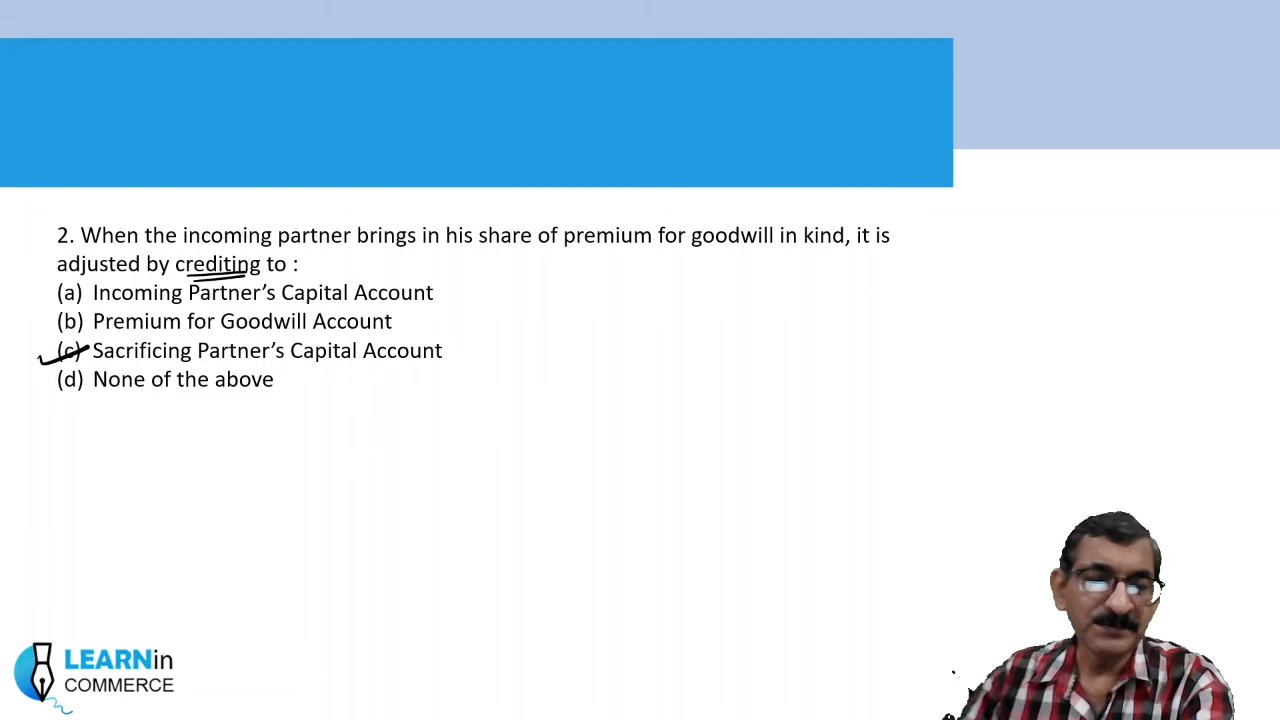 2. When the incoming partner brings in his share of premium for goodwill in kind, it is
adjusted by crediting to :
(a) Incoming Partner’s Capital Account
(b) Premium for Goodwill Account
(c) Sacrificing Partner’s Capital Account
(d) None of the above
LEARNin
COMMERCE